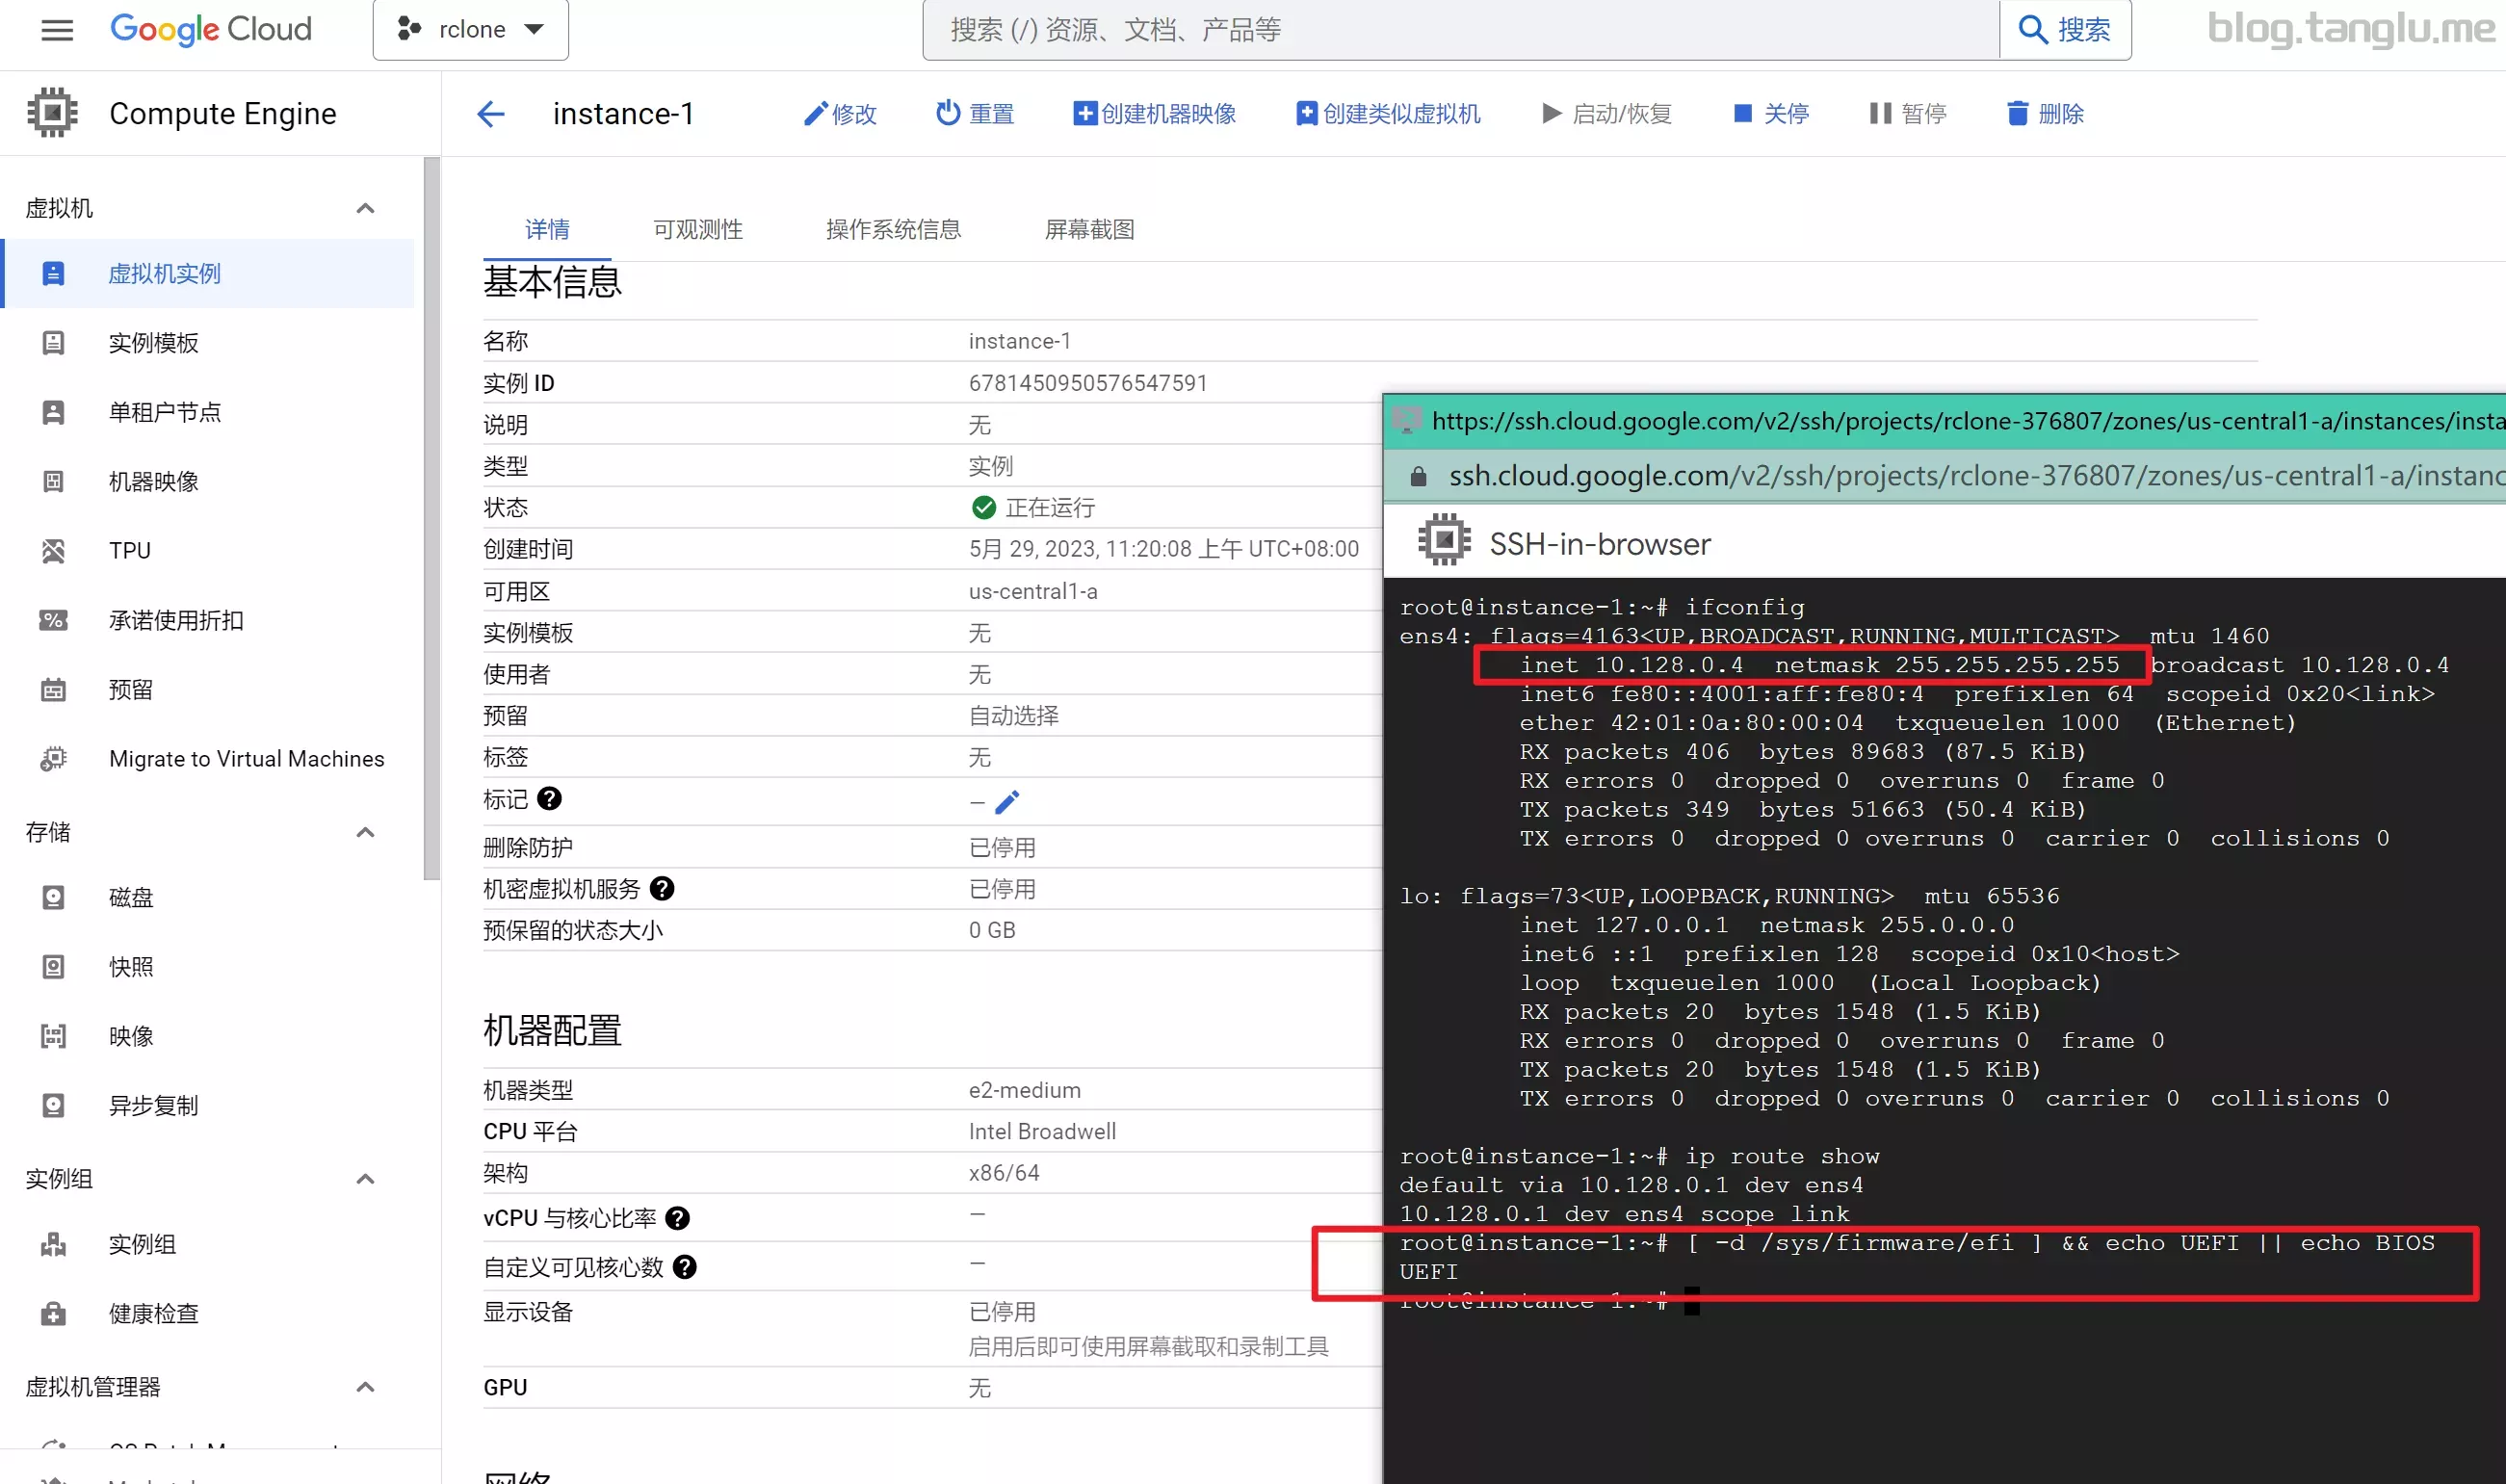 Google Cloud
rclone
搜索 (/) 资源、文档、产品等
搜索
blog.tanglu.me
Compute Engine
instance-1
修改
重置
创建机器映像
创建类似虚拟机
启动/恢复
关停
暂停
删除
虚拟机
虚拟机实例
实例模板
单租户节点
机器映像
TPU
承诺使用折扣
预留
Migrate to Virtual Machines
存储
磁盘
快照
映像
异步复制
实例组
实例组
健康检查
虚拟机管理器
详情
可观测性
操作系统信息
屏幕截图
基本信息
名称 instance-1
实例 ID 6781450950576547591
说明 无
类型 实例
状态 正在运行
创建时间 5月 29, 2023, 11:20:08 上午 UTC+08:00
可用区 us-central1-a
实例模板 无
使用者 无
预留 自动选择
标签 无
标记 —
删除防护 已停用
机密虚拟机服务 已停用
预保留的状态大小 0 GB
机器配置
机器类型 e2-medium
CPU 平台 Intel Broadwell
架构 x86/64
vCPU 与核心比率 —
自定义可见核心数 —
显示设备 已停用
启用后即可使用屏幕截取和录制工具
GPU 无
网络
https://ssh.cloud.google.com/v2/ssh/projects/rclone-376807/zones/us-central1-a/instances/insta
ssh.cloud.google.com/v2/ssh/projects/rclone-376807/zones/us-central1-a/instanc
SSH-in-browser
root@instance-1:~# ifconfig
ens4: flags=4163<UP,BROADCAST,RUNNING,MULTICAST>  mtu 1460
inet 10.128.0.4  netmask 255.255.255.255  broadcast 10.128.0.4
inet6 fe80::4001:aff:fe80:4  prefixlen 64  scopeid 0x20<link>
ether 42:01:0a:80:00:04  txqueuelen 1000  (Ethernet)
RX packets 406  bytes 89683 (87.5 KiB)
RX errors 0  dropped 0  overruns 0  frame 0
TX packets 349  bytes 51663 (50.4 KiB)
TX errors 0  dropped 0 overruns 0  carrier 0  collisions 0
lo: flags=73<UP,LOOPBACK,RUNNING>  mtu 65536
inet 127.0.0.1  netmask 255.0.0.0
inet6 ::1  prefixlen 128  scopeid 0x10<host>
loop  txqueuelen 1000  (Local Loopback)
RX packets 20  bytes 1548 (1.5 KiB)
RX errors 0  dropped 0  overruns 0  frame 0
TX packets 20  bytes 1548 (1.5 KiB)
TX errors 0  dropped 0 overruns 0  carrier 0  collisions 0
root@instance-1:~# ip route show
default via 10.128.0.1 dev ens4
10.128.0.1 dev ens4 scope link
root@instance-1:~# [ -d /sys/firmware/efi ] && echo UEFI || echo BIOS
UEFI
root@instance-1:~#